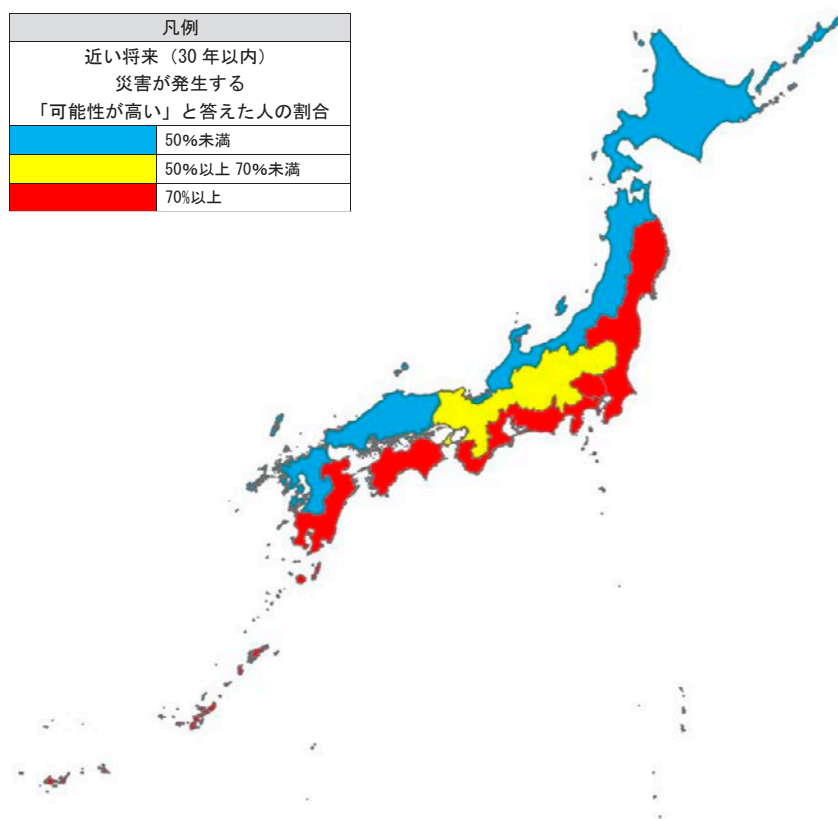 凡例
近い将来（30 年以内）
災害が発生する
「可能性が高い」と答えた人の割合
50%未満
50%以上 70%未満
70%以上